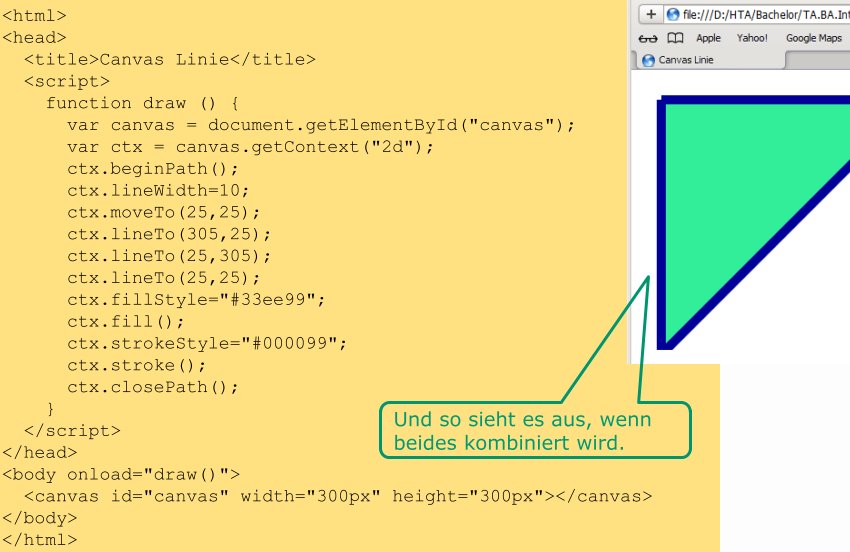 <html>
<head>
  <title>Canvas Linie</title>
  <script>
    function draw () {
      var canvas = document.getElementById("canvas");
      var ctx = canvas.getContext("2d");
      ctx.beginPath();
      ctx.lineWidth=10;
      ctx.moveTo(25,25);
      ctx.lineTo(305,25);
      ctx.lineTo(25,305);
      ctx.lineTo(25,25);
      ctx.fillStyle="#33ee99";
      ctx.fill();
      ctx.strokeStyle="#000099";
      ctx.stroke();
      ctx.closePath();
    }
  </script>
</head>
<body onload="draw()">
  <canvas id="canvas" width="300px" height="300px"></canvas>
</body>
</html>
+ file:///D:/HTA/Bachelor/TA.BA.Int
Apple Yahoo! Google Maps
Canvas Linie
Und so sieht es aus, wenn
beides kombiniert wird.